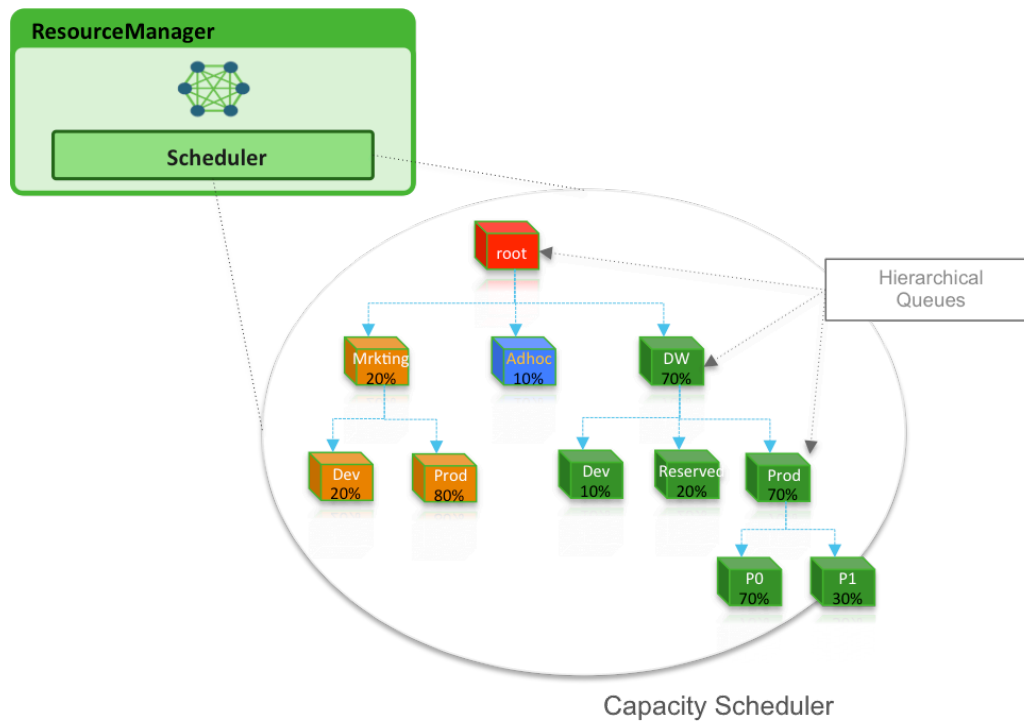 ResourceManager
Scheduler
root
Hierarchical
Queues
Mrkting
20%
Adhoc
10%
DW
70%
Dev
20%
Prod
80%
Dev
10%
Reserved
20%
Prod
70%
P0
70%
P1
30%
Capacity Scheduler